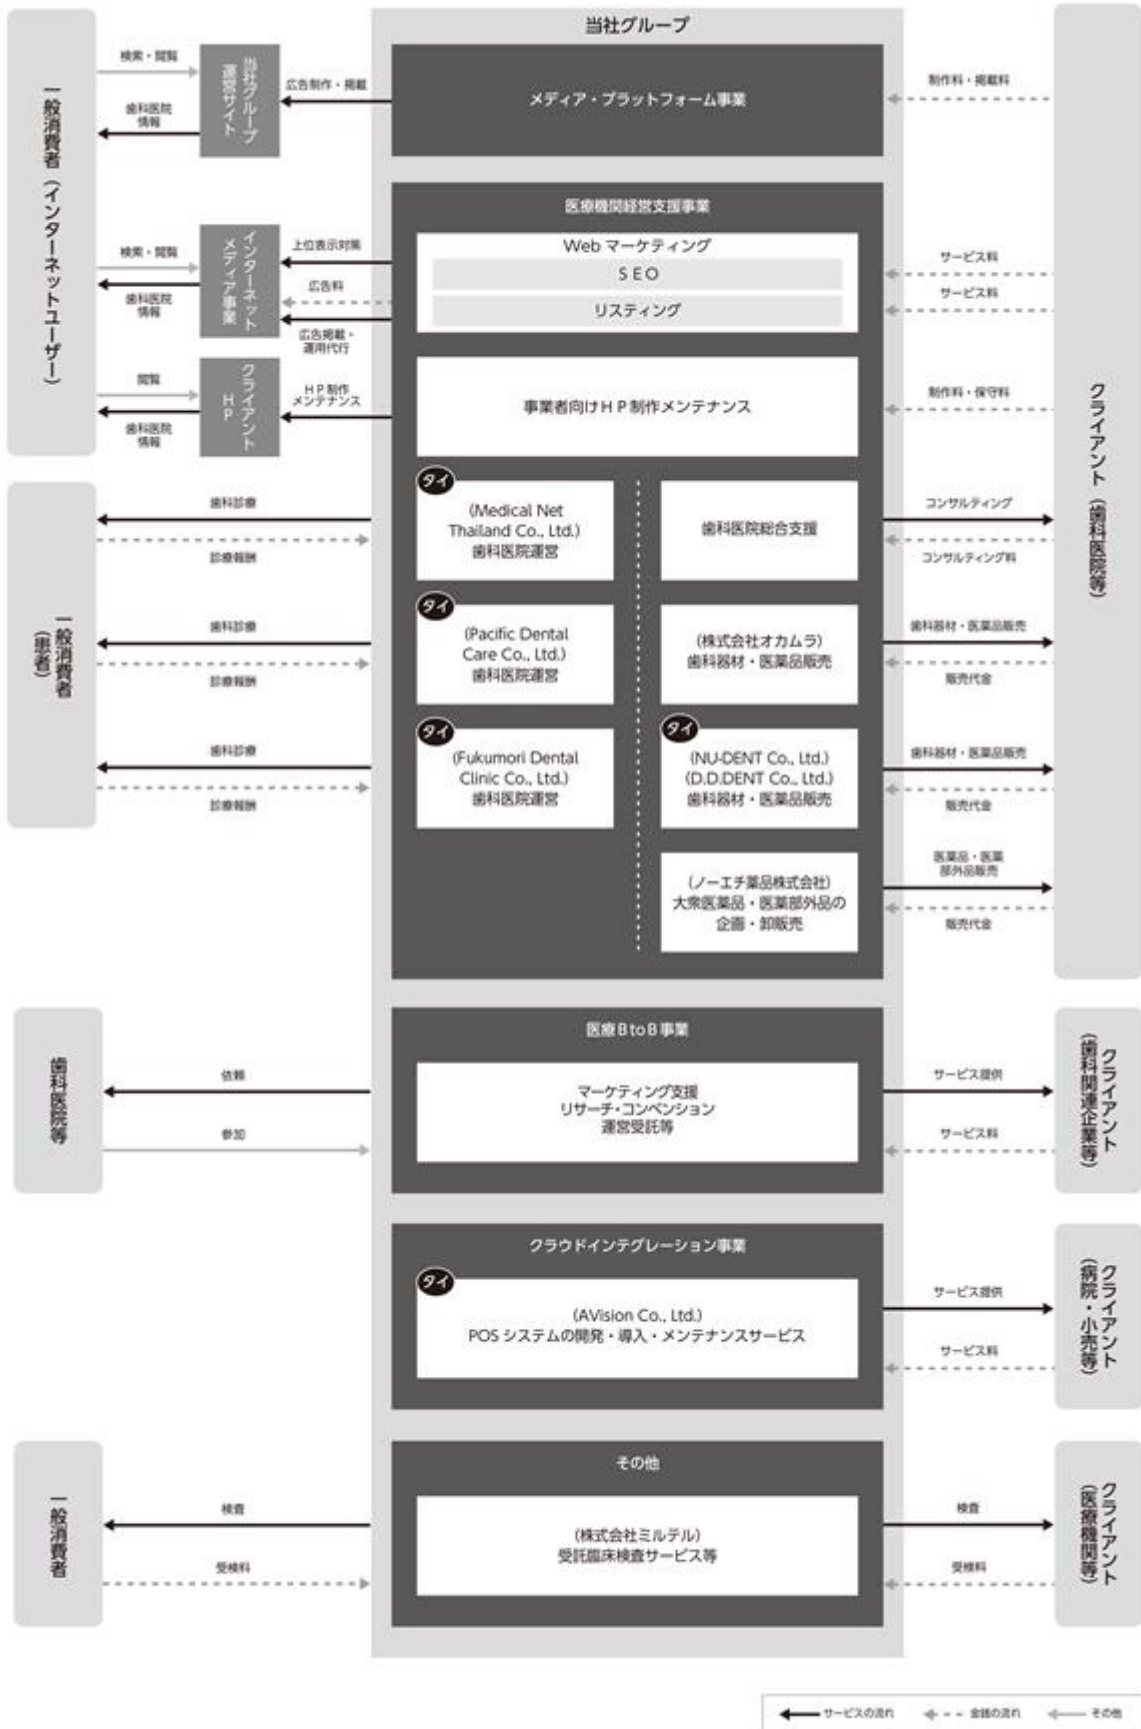 当社グループ
一般消費者（インターネットユーザー）
検索・閲覧
歯科医院
情報
当社グループ
運営サイト
広告制作・掲載
メディア・プラットフォーム事業
制作料・掲載料
クライアント（歯科医院等）
医療機関経営支援事業
検索・閲覧
歯科医院
情報
インターネット
メディア事業
上位表示対策
広告料
広告掲載・
運用代行
Web マーケティング
ＳＥＯ
リスティング
サービス料
サービス料
閲覧
歯科医院
情報
クライアント
ＨＰ
ＨＰ制作
メンテナンス
事業者向けＨＰ制作メンテナンス
制作料・保守料
一般消費者
（患者）
歯科診療
診療報酬
タイ
(Medical Net
Thailand Co., Ltd.)
歯科医院運営
歯科医院総合支援
コンサルティング
コンサルティング料
歯科診療
診療報酬
タイ
(Pacific Dental
Care Co., Ltd.)
歯科医院運営
(株式会社オカムラ)
歯科器材・医薬品販売
歯科器材・医薬品販売
販売代金
歯科診療
診療報酬
タイ
(Fukumori Dental
Clinic Co., Ltd.)
歯科医院運営
タイ
(NU-DENT Co., Ltd.)
(D.D.DENT Co., Ltd.)
歯科器材・医薬品販売
歯科器材・医薬品販売
販売代金
(ノーエチ薬品株式会社)
大衆医薬品・医薬部外品の
企画・卸販売
医薬品・医薬
部外品販売
販売代金
歯科医院等
依頼
参加
医療BtoB事業
マーケティング支援
リサーチ・コンベンション
運営受託等
サービス提供
サービス料
クライアント
（歯科関連企業等）
クラウドインテグレーション事業
タイ
(AVision Co., Ltd.)
POS システムの開発・導入・メンテナンスサービス
サービス提供
サービス料
クライアント
（病院・小売等）
一般消費者
検査
受検料
その他
(株式会社ミルテル)
受託臨床検査サービス等
検査
受検料
クライアント
（医療機関等）
サービスの流れ
金銭の流れ
その他